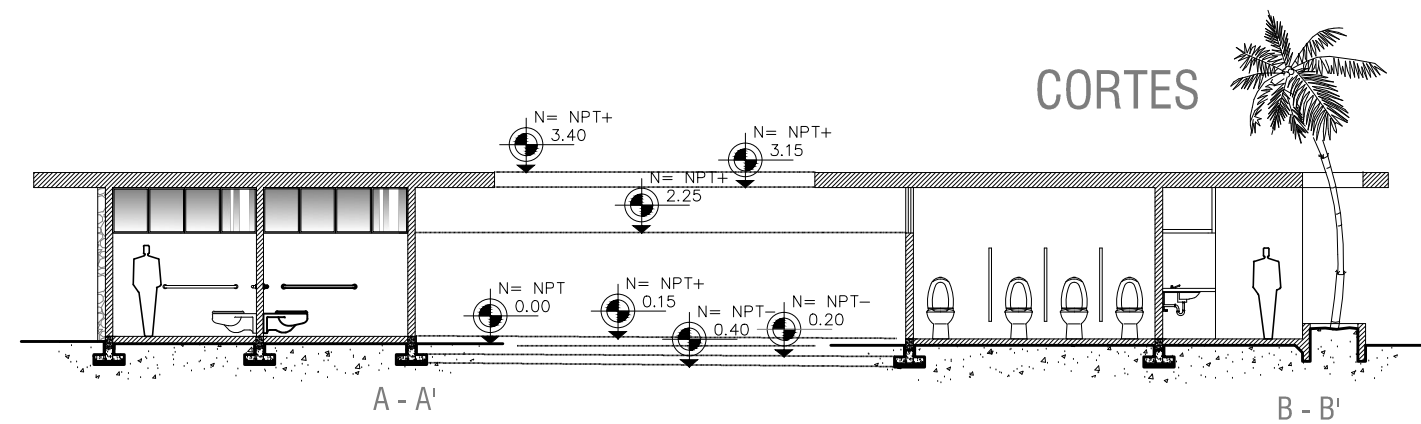 CORTES
N= NPT+
3.40
N= NPT+
3.15
N= NPT+
2.25
N= NPT
0.00
N= NPT+
0.15
N= NPT-
0.40
N= NPT-
0.20
A - A'
B - B'